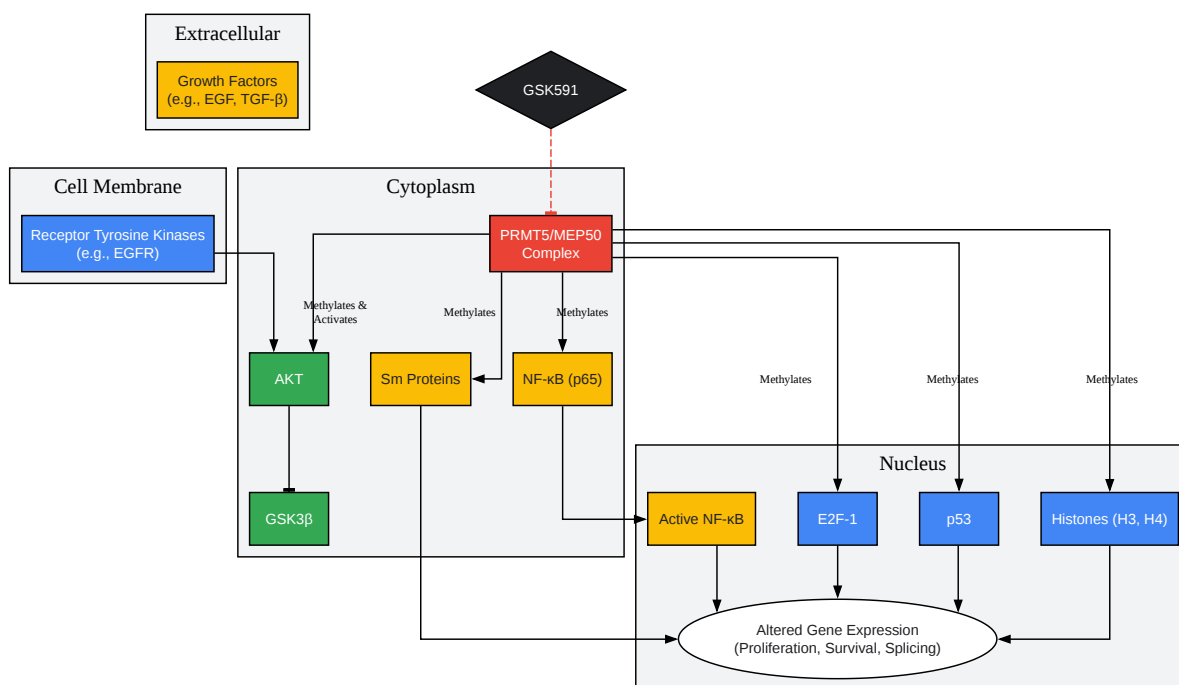 Extracellular
Growth Factors
(e.g., EGF, TGF-β)
GSK591
Cell Membrane
Receptor Tyrosine Kinases
(e.g., EGFR)
Cytoplasm
PRMT5/MEP50
Complex
Methylates &
Activates
Methylates
Methylates
AKT
Sm Proteins
NF-κB (p65)
Methylates
Methylates
Methylates
GSK3β
Nucleus
Active NF-κB
E2F-1
p53
Histones (H3, H4)
Altered Gene Expression
(Proliferation, Survival, Splicing)